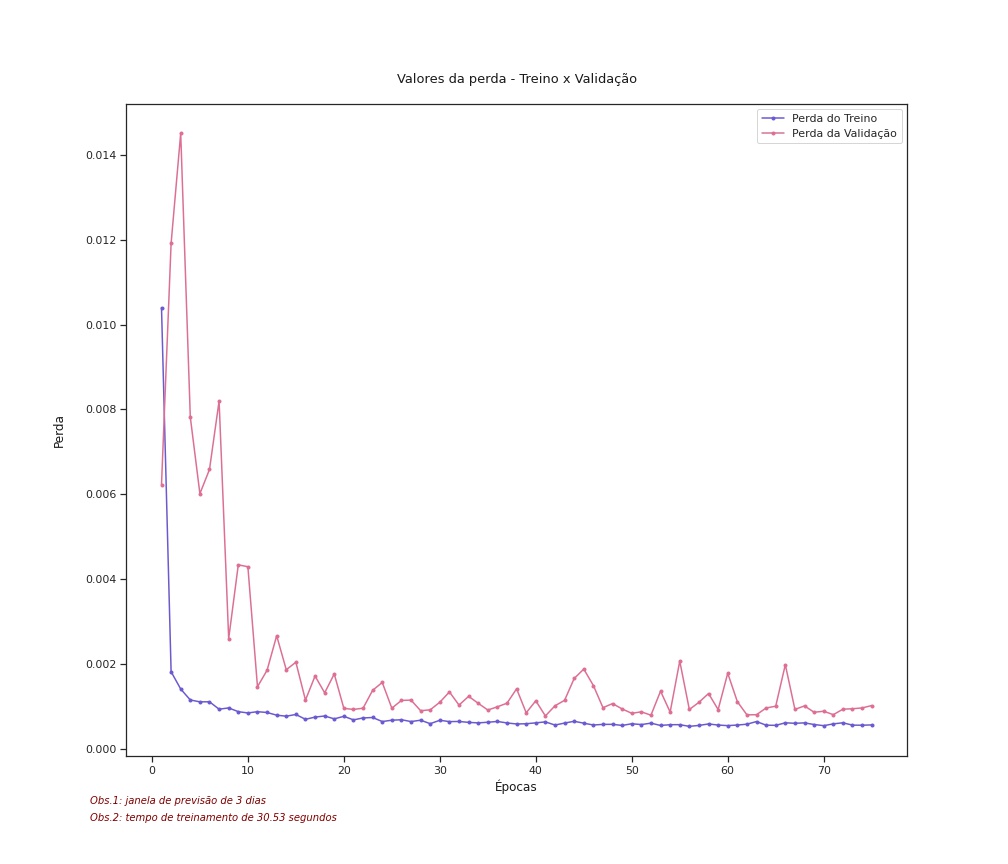 Valores da perda - Treino x Validação
Perda do Treino
Perda da Validação
0.014
0.012
0.010
0.008
0.006
0.004
0.002
0.000
Perda
0 10 20 30 40 50 60 70
Épocas
Obs.1: janela de previsão de 3 dias
Obs.2: tempo de treinamento de 30.53 segundos